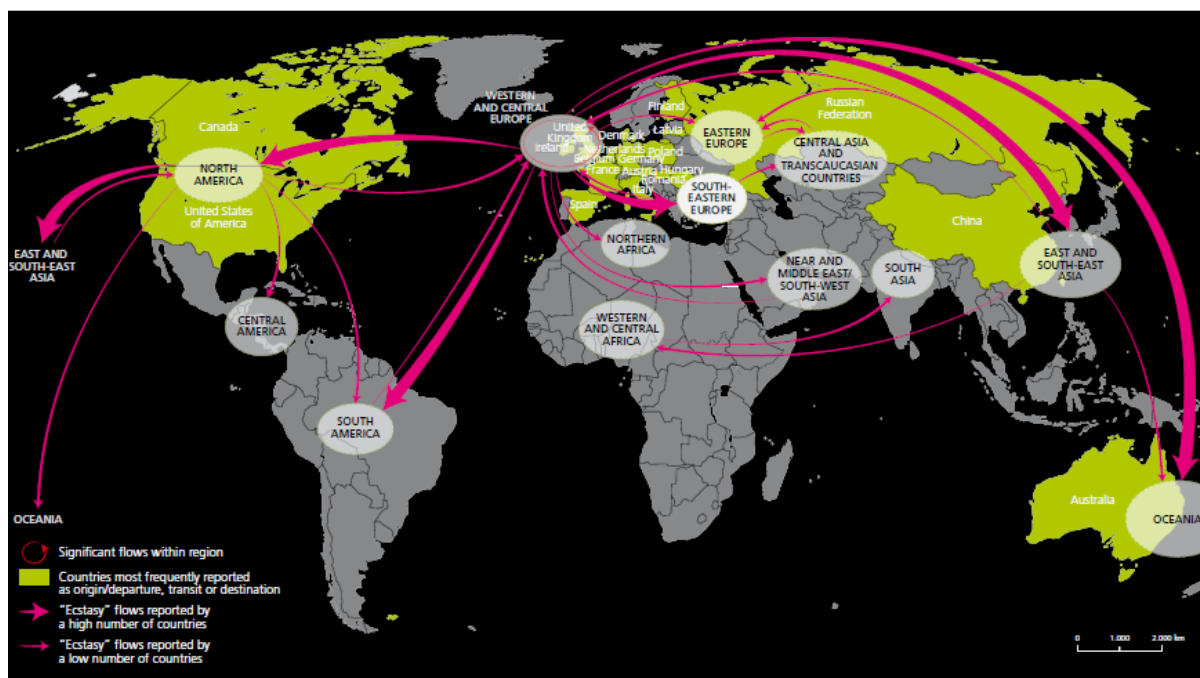 WESTERN
AND CENTRAL
EUROPE
Canada
NORTH
AMERICA
United States
of America
EAST AND
SOUTH-EAST
ASIA
CENTRAL
AMERICA
SOUTH
AMERICA
OCEANIA
United
Kingdom
Ireland
Denmark
Netherlands
Belgium
Germany
France
Austria
Poland
Hungary
Romania
Italy
Spain
Finland
Latvia
EASTERN
EUROPE
Russian
Federation
CENTRAL ASIA
AND
TRANSCAUCASIAN
COUNTRIES
SOUTH-
EASTERN
EUROPE
China
NORTHERN
AFRICA
NEAR AND
MIDDLE EAST/
SOUTH-WEST
ASIA
SOUTH
ASIA
EAST AND
SOUTH-EAST
ASIA
WESTERN
AND CENTRAL
AFRICA
Australia
OCEANIA
Significant flows within region
Countries most frequently reported
as origin/departure, transit or destination
"Ecstasy" flows reported by
a high number of countries
"Ecstasy" flows reported by
a low number of countries
0 1.000 2.000 km